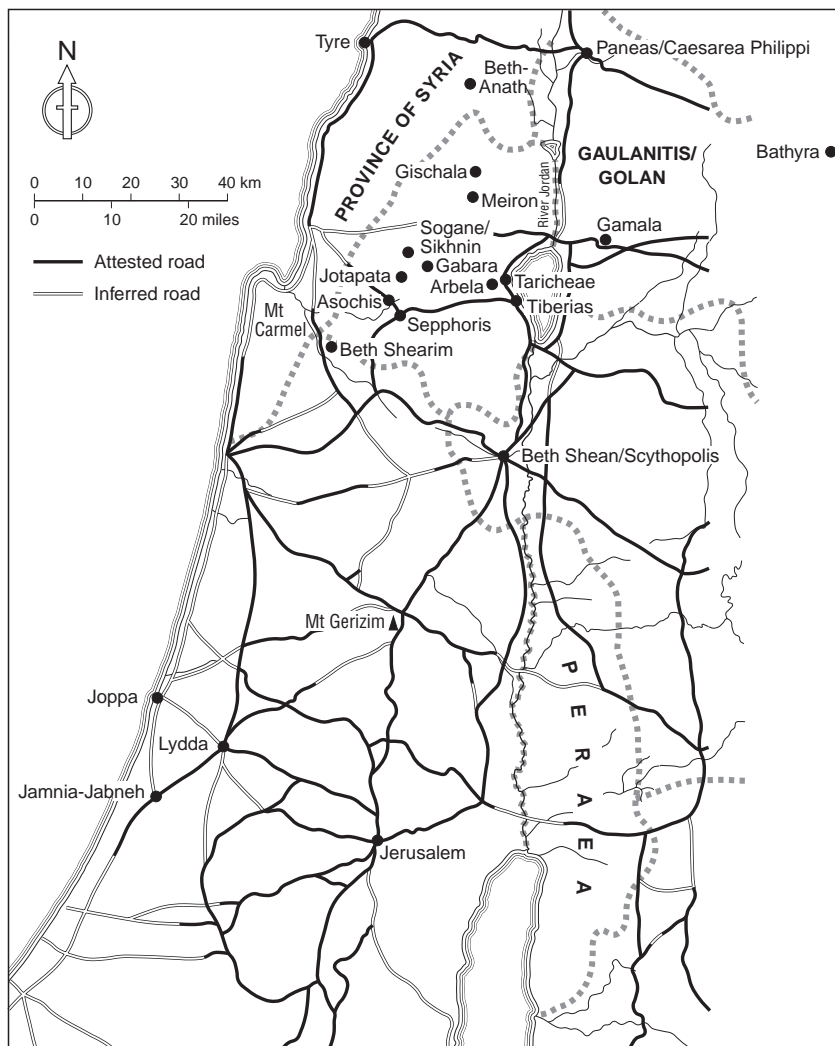 N
Tyre
Paneas/Caesarea Philippi
Beth-
Anath
PROVINCE OF SYRIA
GAULANITIS/
GOLAN
Bathyra
Gischala
Meiron
River Jordan
0 10 25 30 40 km
0 10 20 miles
Attested road
Inferred road
Gamala
Sogane/
Sikhnin
Jotapata
Gabara
Arbela
Taricheae
Tiberias
Asochis
Sepphoris
Mt
Carmel
Beth Shearim
Beth Shean/Scythopolis
Mt Gerizim
PERAEA
Joppa
Lydda
Jamnia-Jabneh
Jerusalem